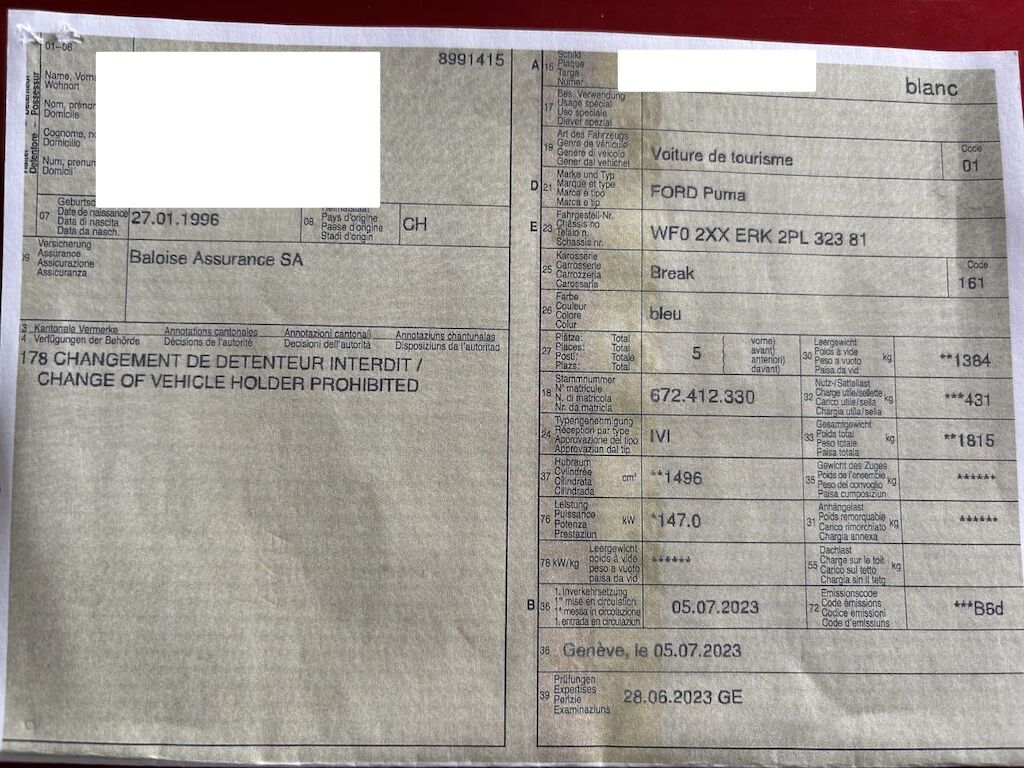 01-06
8991415
Detentore - Possessur
Name, Vorna
Wohnort
Nom, prénom
Domicile
Cognome, no
Domicilio
Num, prenum
Domicil
07
Geburtsd
Date de naissance
Data di nascita
Data da nasch.
27.01.1996
08
Heimatstaat
Pays d'origine
Paese d'origine
Stadi d'origin
CH
09
Versicherung
Assurance
Assicurazione
Assicuranza
Baloise Assurance SA
13 Kantonale Vermerke Annotations cantonales Annotazioni cantonali Annotaziuns chantunalas
14 Verfügungen der Behörde Décisions de l'autorité Decisioni dell'autorità Disposiziuns da l'autoritad
178 CHANGEMENT DE DETENTEUR INTERDIT /
CHANGE OF VEHICLE HOLDER PROHIBITED
A 15
Schild
Plaque
Targa
Numer
blanc
17
Bes. Verwendung
Usage spécial
Uso speciale
Diever spezial
19
Art des Fahrzeugs
Genre de véhicule
Genere di veicolo
Gener dal vehichel
Voiture de tourisme
Code
01
D 21
Marke und Typ
Marque et type
Marca e tipo
Marca e tip
FORD Puma
E 23
Fahrgestell-Nr.
Châssis no
Telaio n.
Schassis nr.
WF0 2XX ERK 2PL 323 81
25
Karosserie
Carrosserie
Carrozzeria
Carossaria
Break
Code
161
26
Farbe
Couleur
Colore
Colur
bleu
27
Plätze: Total
Places: Total
Posti: Totale
Plazs: Total
5
vorne)
avant)
anteriori)
davant)
30
Leergewicht
Poids à vide
Peso a vuoto
Paisa da vid
kg
**1384
18
Stammnummer
N° matricule
N. di matricola
Nr. da matricla
672.412.330
32
Nutz-/Sattellast
Charge utile/sellette
Carico utile/sella
Chargia utila/sella
kg
***431
24
Typengenehmigung
Réception par type
Approvazione del tipo
Approvaziun dal tip
IVI
33
Gesamtgewicht
Poids total
Peso totale
Paisa totala
kg
**1815
37
Hubraum
Cylindrée
Cilindrata
Cilindrada
cm³
**1496
35
Gewicht des Zuges
Poids de l'ensemble
Peso del convoglio
Paisa cumposiziun
kg
******
76
Leistung
Puissance
Potenza
Prestaziun
kW
*147.0
31
Anhängelast
Poids remorquable
Carico rimorchiato
Chargia annexa
kg
******
78 kW/kg
Leergewicht
poids à vide
peso a vuoto
paisa da vid
******
55
Dachlast
Charge sur le toit
Carico sul tetto
Chargia sin il tetg
kg
B 36
1. Inverkehrsetzung
1re mise en circulation
1a messa in circolazione
1. entrada en circulaziun
05.07.2023
72
Emissionscode
Code émissions
Codice emissioni
Code d'emissiuns
***B6d
38
Genève, le 05.07.2023
39
Prüfungen
Expertises
Perizie
Examinaziuns
28.06.2023 GE